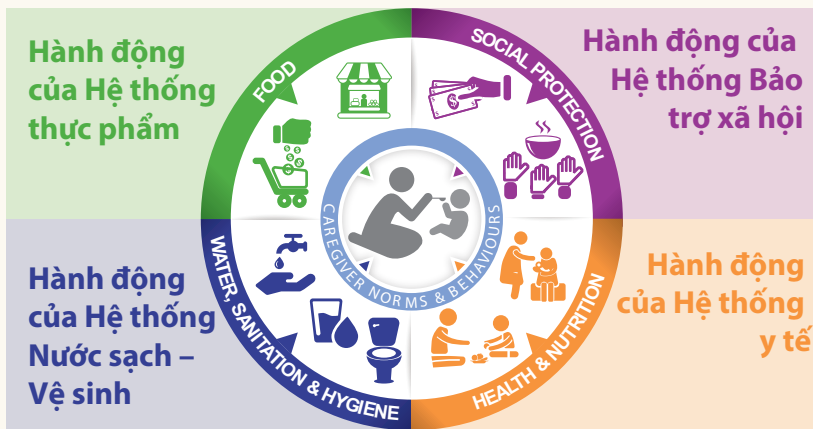 Hành động
của Hệ thống
thực phẩm
FOOD
SOCIAL PROTECTION
Hành động của
Hệ thống Bảo
trợ xã hội
CAREGIVER NORMS & BEHAVIOURS
Hành động
của Hệ thống
Nước sạch –
Vệ sinh
WATER, SANITATION & HYGIENE
HEALTH & NUTRITION
Hành động
của Hệ thống
y tế